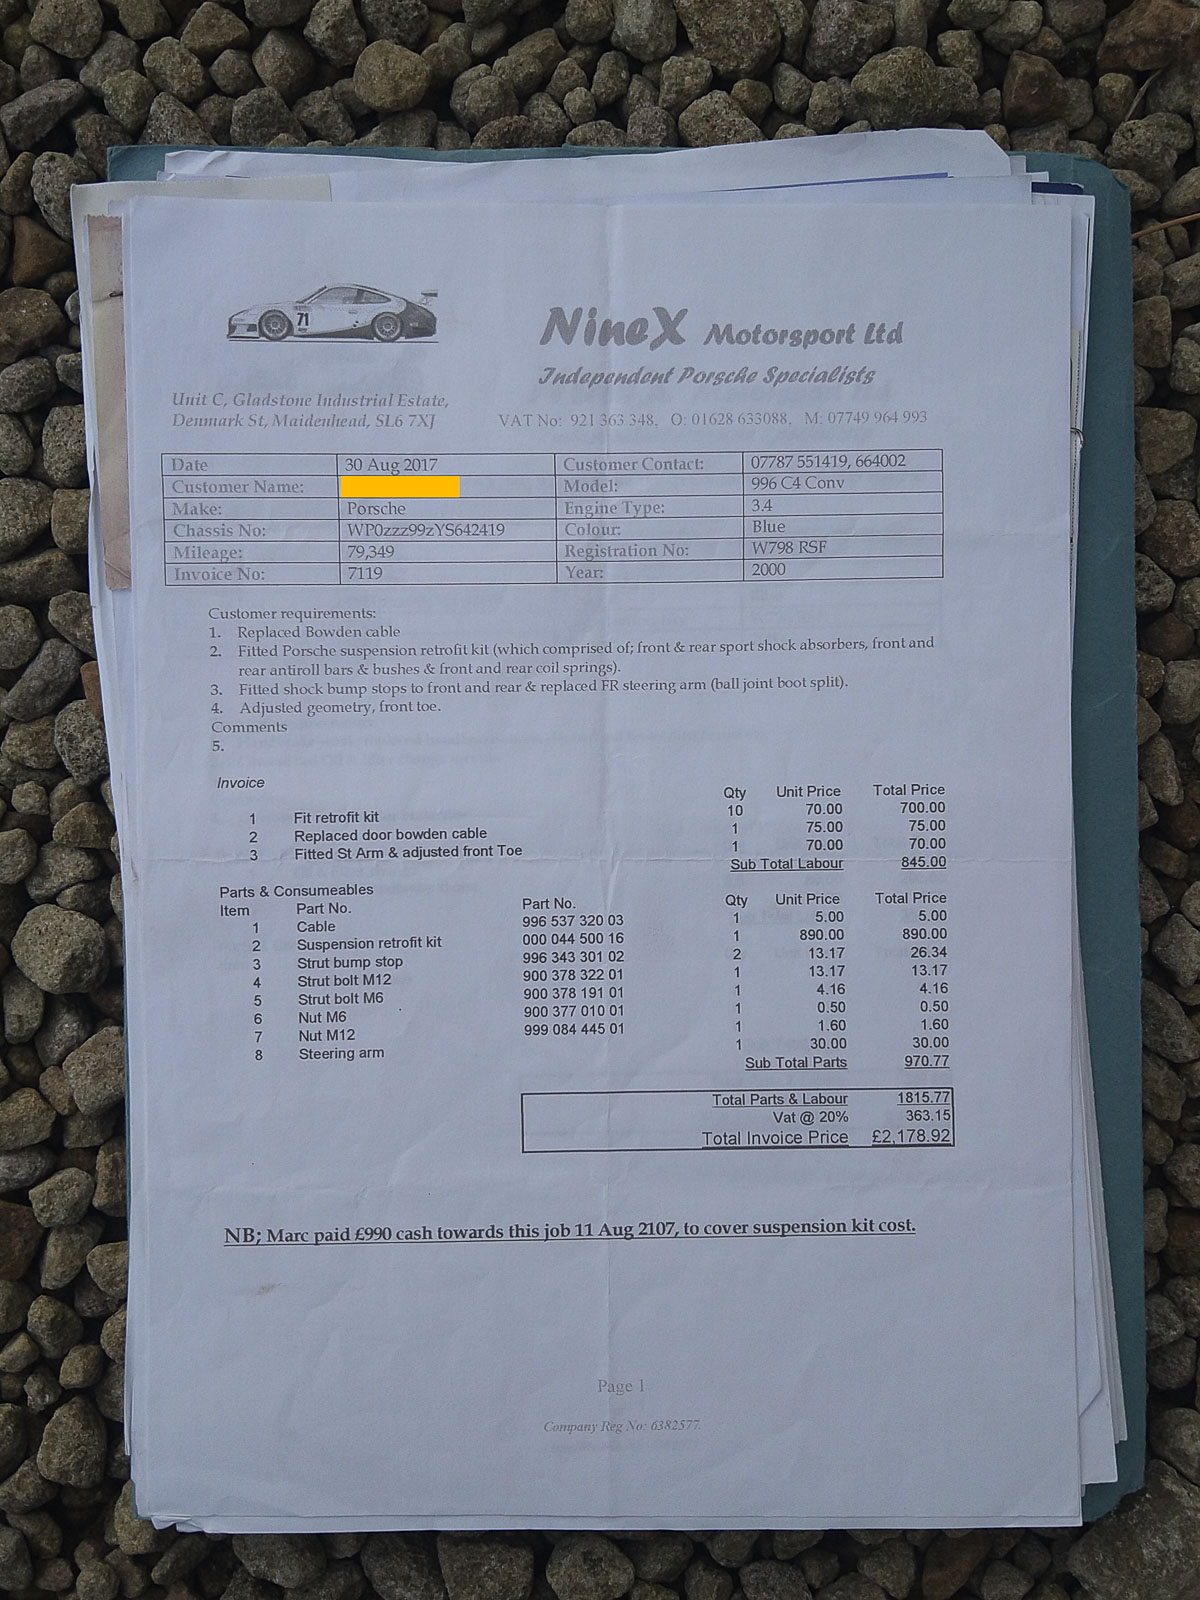 71
NineX Motorsport Ltd
Independent Porsche Specialists
Unit C, Gladstone Industrial Estate,
Denmark St, Maidenhead, SL6 7XJ
VAT No: 921 363 348, O: 01628 633088, M: 07749 964 993
Date 30 Aug 2017 Customer Contact: 07787 551419, 664002
Customer Name: Model: 996 C4 Conv
Make: Porsche Engine Type: 3.4
Chassis No: WP0zzz99zYS642419 Colour: Blue
Mileage: 79,349 Registration No: W798 RSF
Invoice No: 7119 Year: 2000
Customer requirements:
1. Replaced Bowden cable
2. Fitted Porsche suspension retrofit kit (which comprised of; front & rear sport shock absorbers, front and
rear antiroll bars & bushes & front and rear coil springs).
3. Fitted shock bump stops to front and rear & replaced FR steering arm (ball joint boot split).
4. Adjusted geometry, front toe.
Comments
5.
Invoice
Qty Unit Price Total Price
1 Fit retrofit kit 10 70.00 700.00
2 Replaced door bowden cable 1 75.00 75.00
3 Fitted St Arm & adjusted front Toe 1 70.00 70.00
Sub Total Labour 845.00
Parts & Consumeables
Item Part No. Part No. Qty Unit Price Total Price
1 Cable 996 537 320 03 1 5.00 5.00
2 Suspension retrofit kit 000 044 500 16 1 890.00 890.00
3 Strut bump stop 996 343 301 02 2 13.17 26.34
4 Strut bolt M12 900 378 322 01 1 13.17 13.17
5 Strut bolt M6 900 378 191 01 1 4.16 4.16
6 Nut M6 900 377 010 01 1 0.50 0.50
7 Nut M12 999 084 445 01 1 1.60 1.60
8 Steering arm 1 30.00 30.00
Sub Total Parts 970.77
Total Parts & Labour 1815.77
Vat @ 20% 363.15
Total Invoice Price £2,178.92
NB; Marc paid £990 cash towards this job 11 Aug 2107, to cover suspension kit cost.
Page 1
Company Reg No: 6382577.